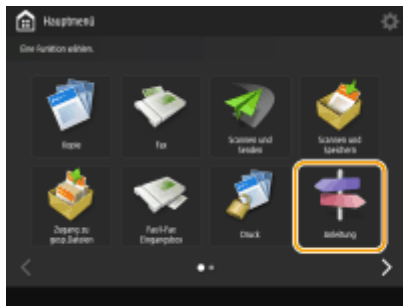 Hauptmenü
Eine Funktion wählen.
Kopie
Fax
Scannen und
Senden
Scannen und
Speichern
Zugang zu
gesp.Dateien
Fax/I-Fax
Eingangsbox
Druck
Anleitung